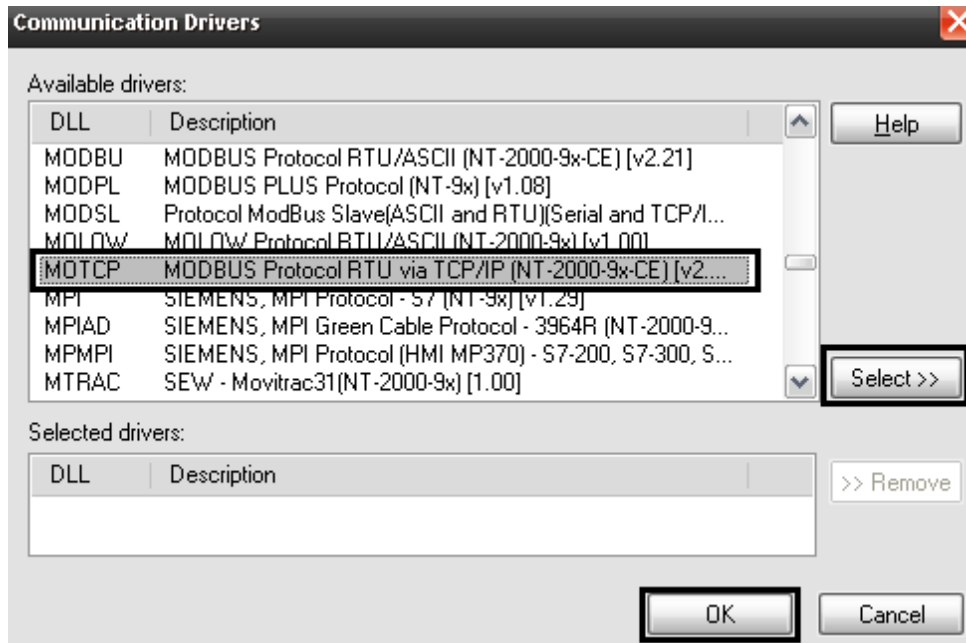 Communication Drivers
Available drivers:
DLL Description
Help
MODBU MODBUS Protocol RTU/ASCII (NT-2000-9x-CE) [v2.21]
MODPL MODBUS PLUS Protocol (NT-9x) [v1.08]
MODSL Protocol ModBus Slave(ASCII and RTU)(Serial and TCP/I...
MOLOW MOLOW Protocol RTU/ASCII (NT-2000-9x) [v1.00]
MOTCP MODBUS Protocol RTU via TCP/IP (NT-2000-9x-CE) [v2....
MPI SIEMENS, MPI Protocol - S7 (NT-9x) [v1.29]
MPIAD SIEMENS, MPI Green Cable Protocol - 3964R (NT-2000-9...
MPMPI SIEMENS, MPI Protocol (HMI MP370) - S7-200, S7-300, S...
MTRAC SEW - Movitrac31(NT-2000-9x) [1.00]
Select >>
Selected drivers:
DLL Description
>> Remove
OK Cancel